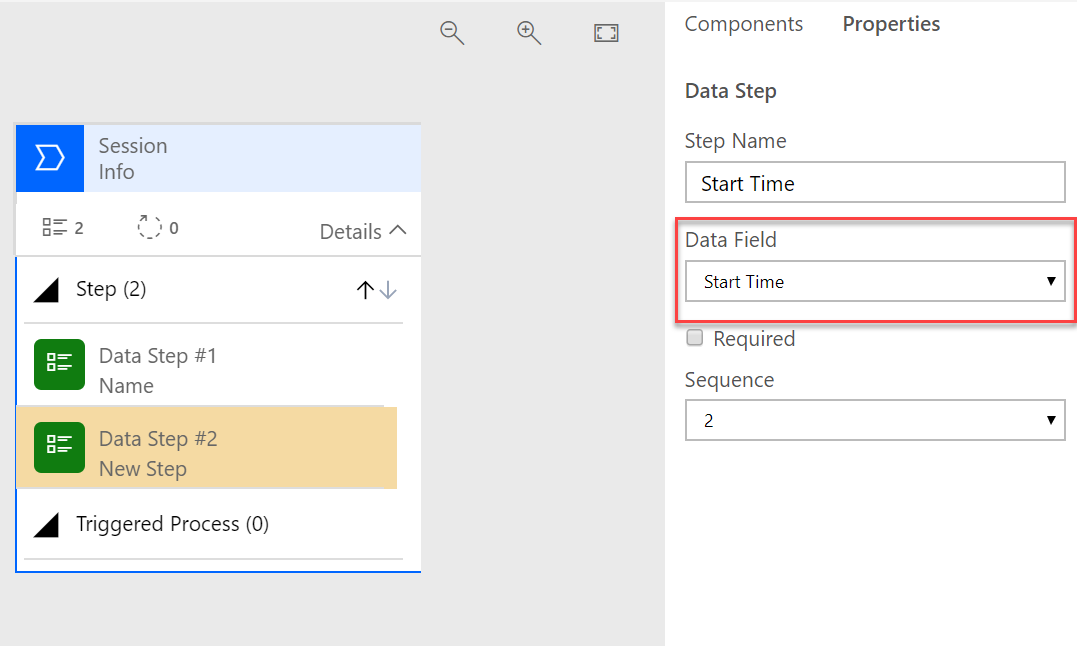 Components Properties
Session
Info
2 0 Details
Step (2)
Data Step #1
Name
Data Step #2
New Step
Triggered Process (0)
Data Step
Step Name
Start Time
Data Field
Start Time
Required
Sequence
2